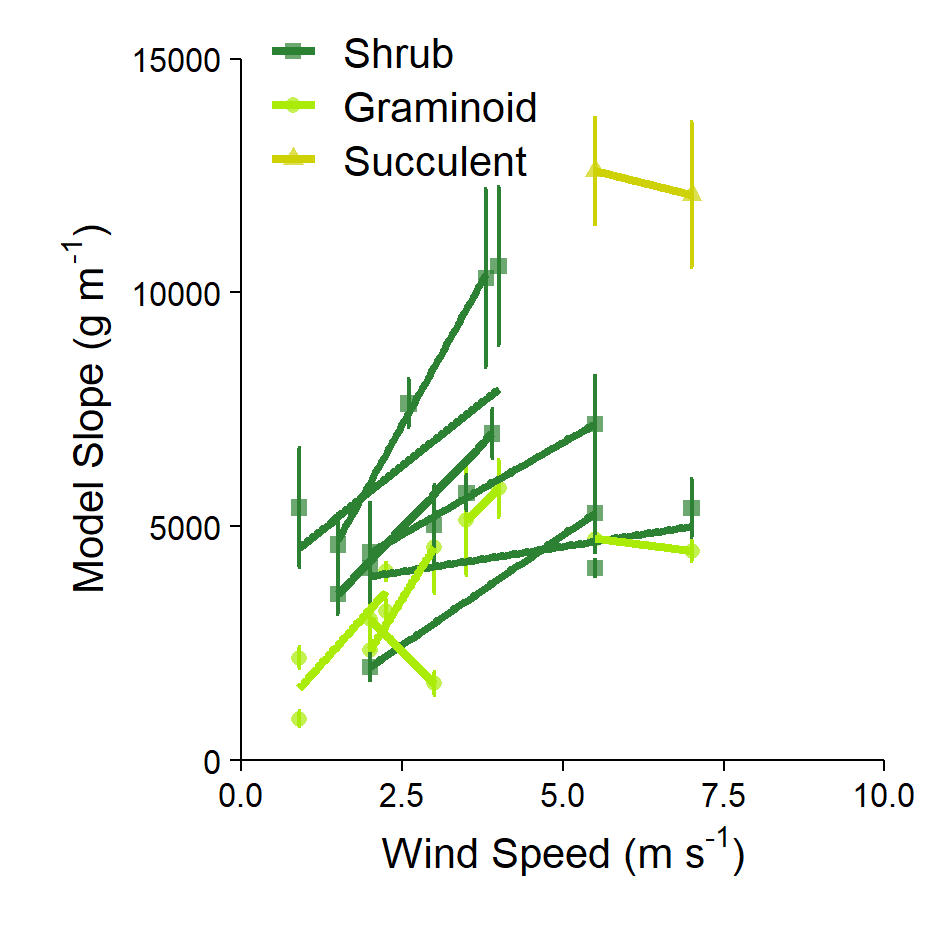 Shrub
Graminoid
Succulent
15000
10000
5000
0
Model Slope (g m⁻¹)
0.0 2.5 5.0 7.5 10.0
Wind Speed (m s⁻¹)